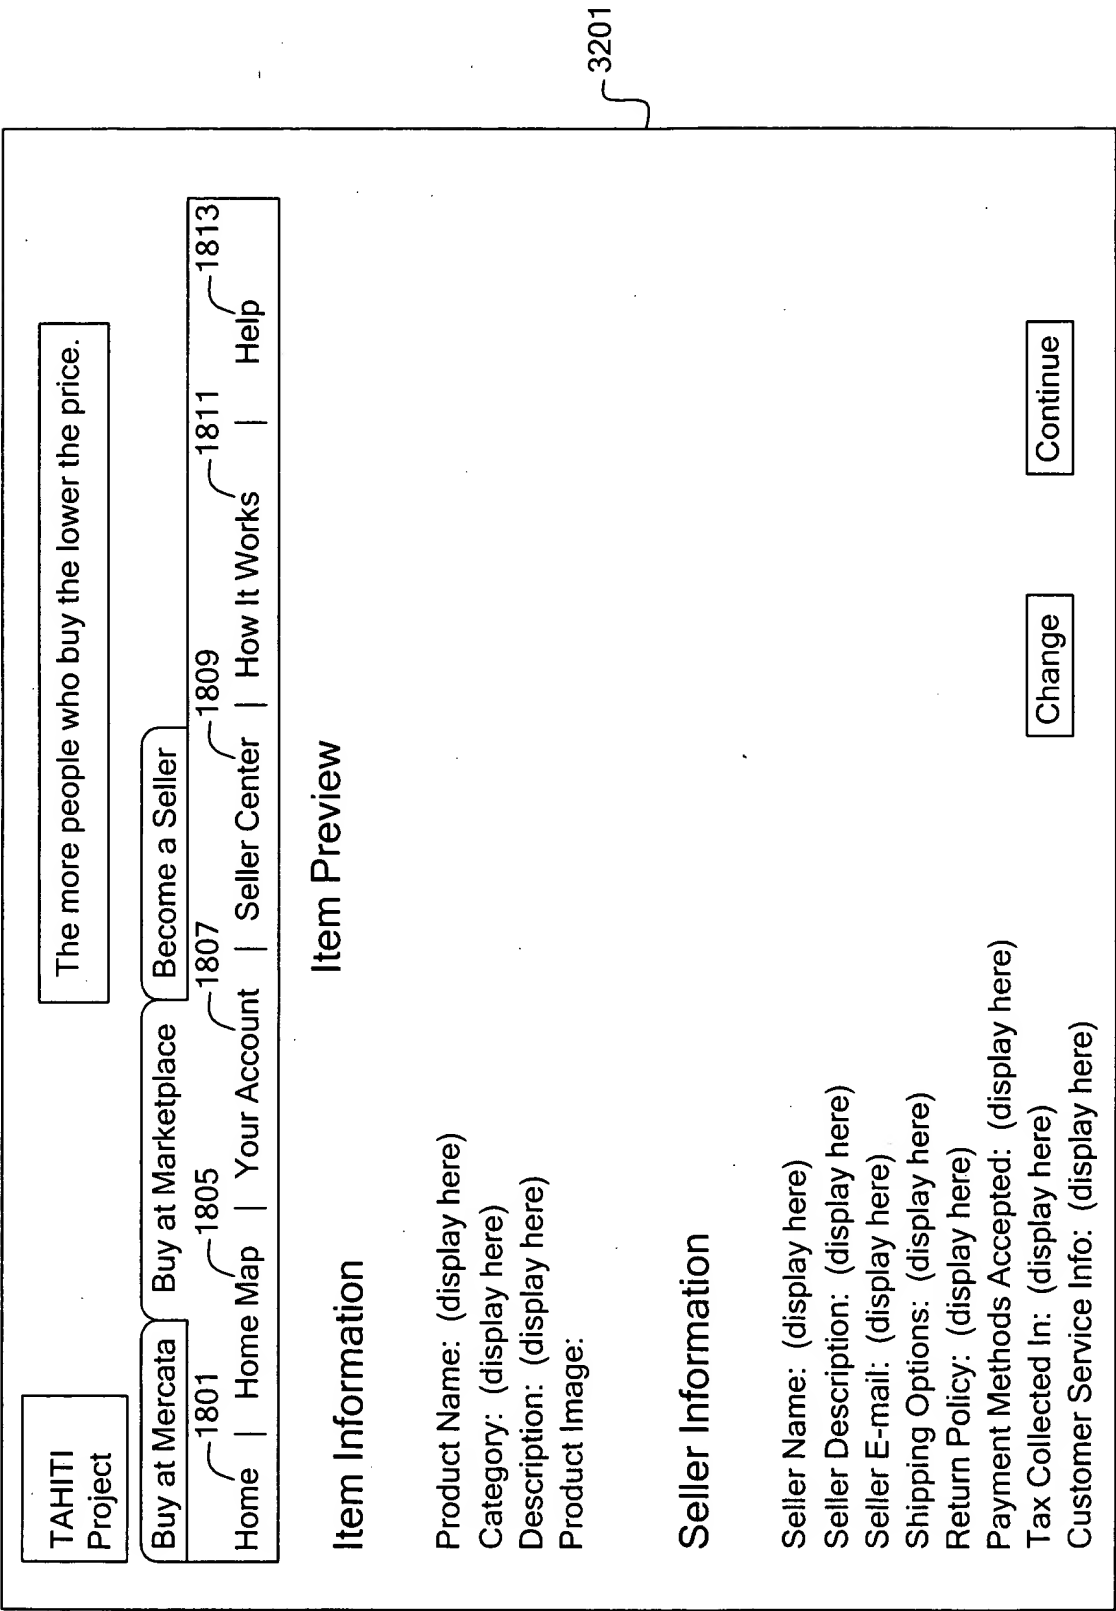 TAHITI
Project
The more people who buy the lower the price.
Buy at Mercata
Buy at Marketplace
Become a Seller
1801
1805
1807
1809
1811
1813
Home | Home Map | Your Account | Seller Center | How It Works | Help
3201
Item Preview
Item Information
Product Name: (display here)
Category: (display here)
Description: (display here)
Product Image:
Seller Information
Seller Name: (display here)
Seller Description: (display here)
Seller E-mail: (display here)
Shipping Options: (display here)
Return Policy: (display here)
Payment Methods Accepted: (display here)
Tax Collected In: (display here)
Customer Service Info: (display here)
Change
Continue